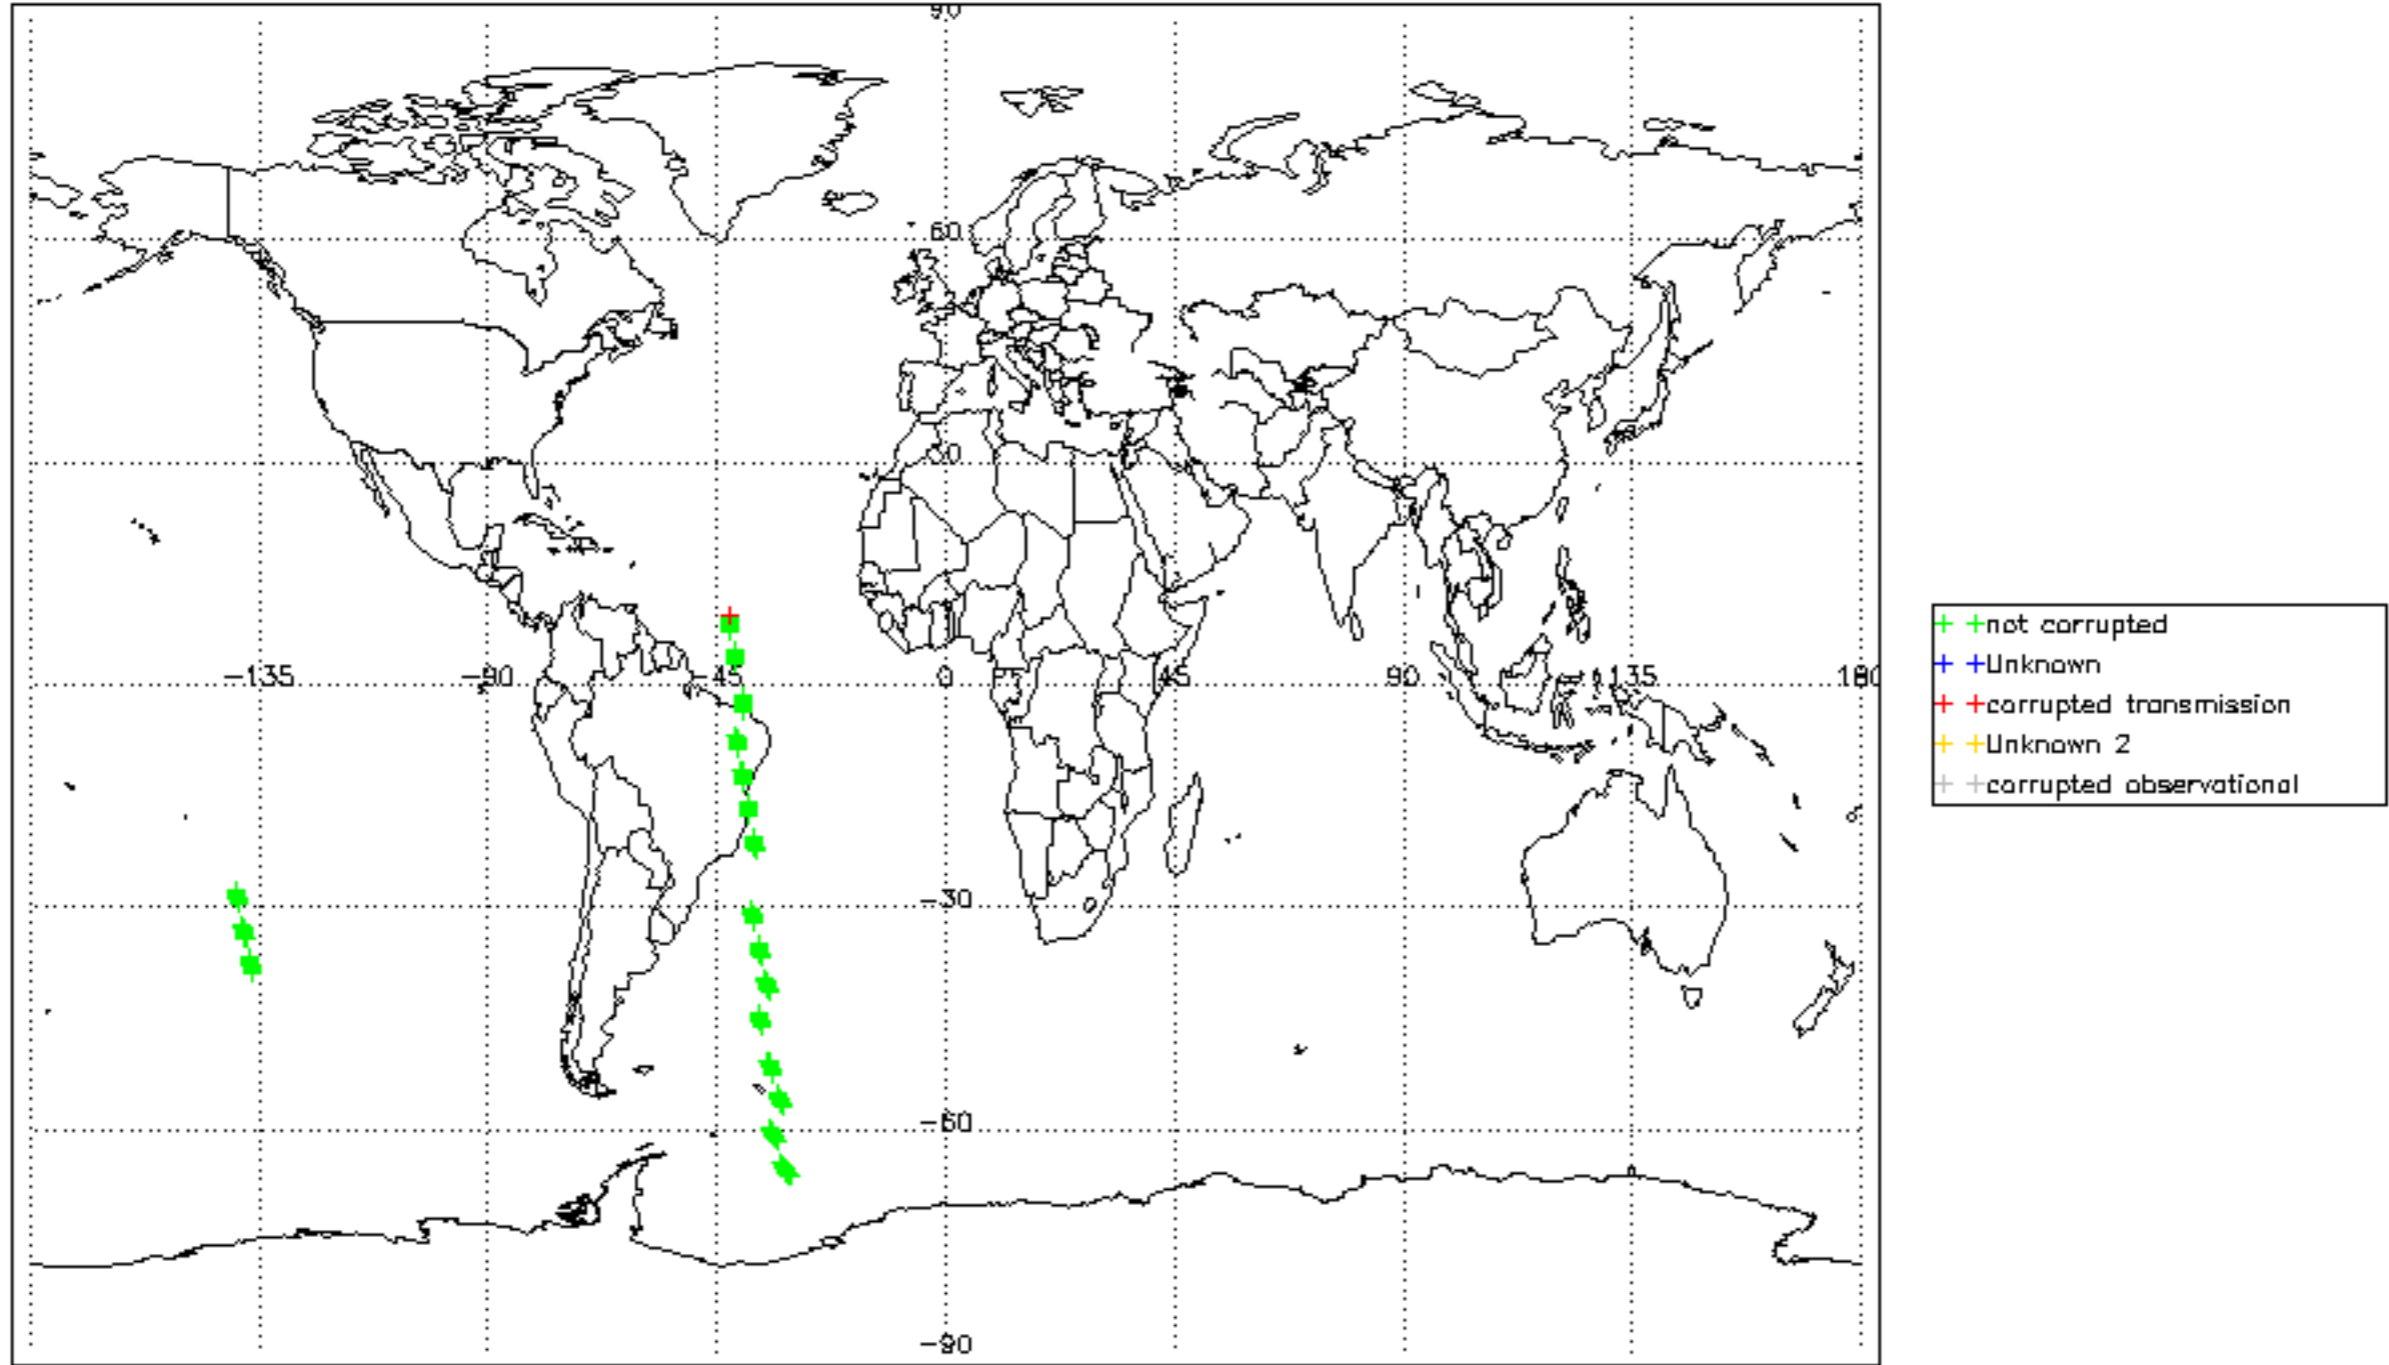 90
60
30
-135 -90 -45 0 45 90 135 180
-30
-60
-90
not corrupted
Unknown
corrupted transmission
Unknown 2
corrupted observational